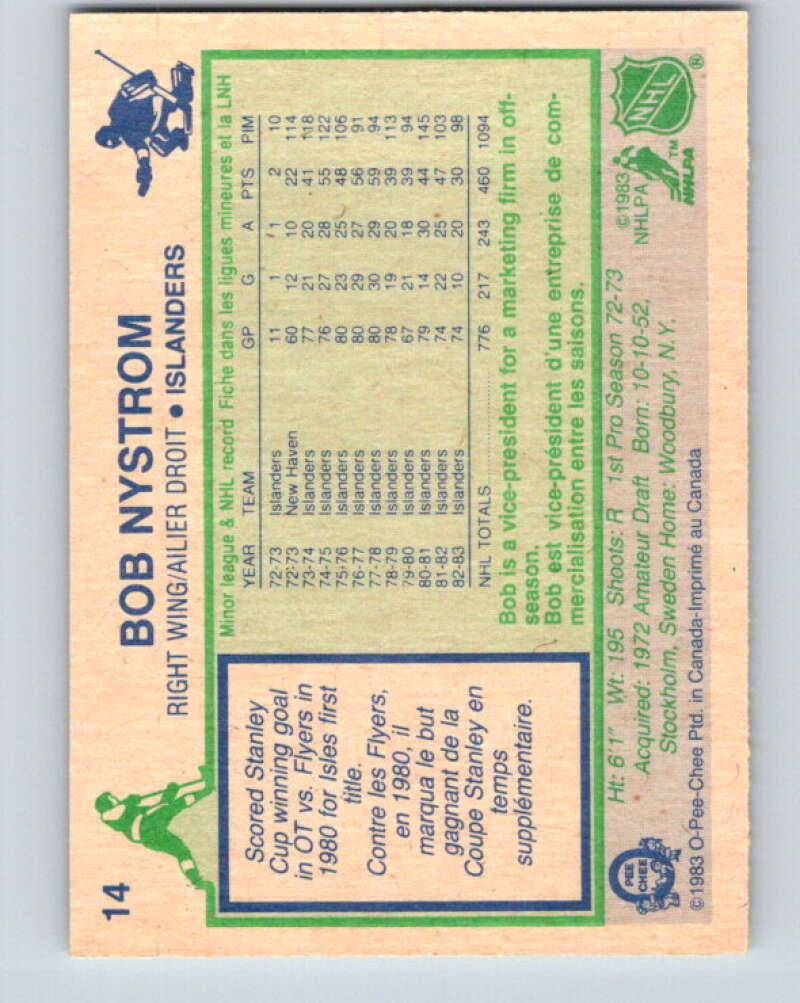 14
BOB NYSTROM
RIGHT WING/AILIER DROIT • ISLANDERS
Scored Stanley
Cup winning goal
in OT vs. Flyers in
1980 for Isles first
title.
Contre les Flyers,
en 1980, il
marqua le but
gagnant de la
Coupe Stanley en
temps
supplémentaire.
Minor league & NHL record Fiche dans les ligues mineures et la LNH
YEAR TEAM GP G A PTS PIM
72-73 Islanders 11 1 1 2 10
72-73 New Haven 60 12 10 22 114
73-74 Islanders 77 21 20 41 118
74-75 Islanders 76 27 28 55 122
75-76 Islanders 80 23 25 48 106
76-77 Islanders 80 29 27 56 91
77-78 Islanders 80 30 29 59 94
78-79 Islanders 78 19 20 39 113
79-80 Islanders 67 21 18 39 94
80-81 Islanders 79 14 30 44 145
81-82 Islanders 74 22 25 47 103
82-83 Islanders 74 10 20 30 98
NHL TOTALS 776 217 243 460 1094
Bob is a vice-president for a marketing firm in off-
season.
Bob est vice-président d'une entreprise de com-
mercialisation entre les saisons.
Ht: 6'1" Wt: 195 Shoots: R 1st Pro Season 72-73
Acquired: 1972 Amateur Draft Born: 10-10-52,
Stockholm, Sweden Home: Woodbury, N.Y.
©1983 O-Pee-Chee Ptd. in Canada-Imprimé au Canada
O PEE CHEE
©1983
NHLPA
NHLPA
TM
NHL
®